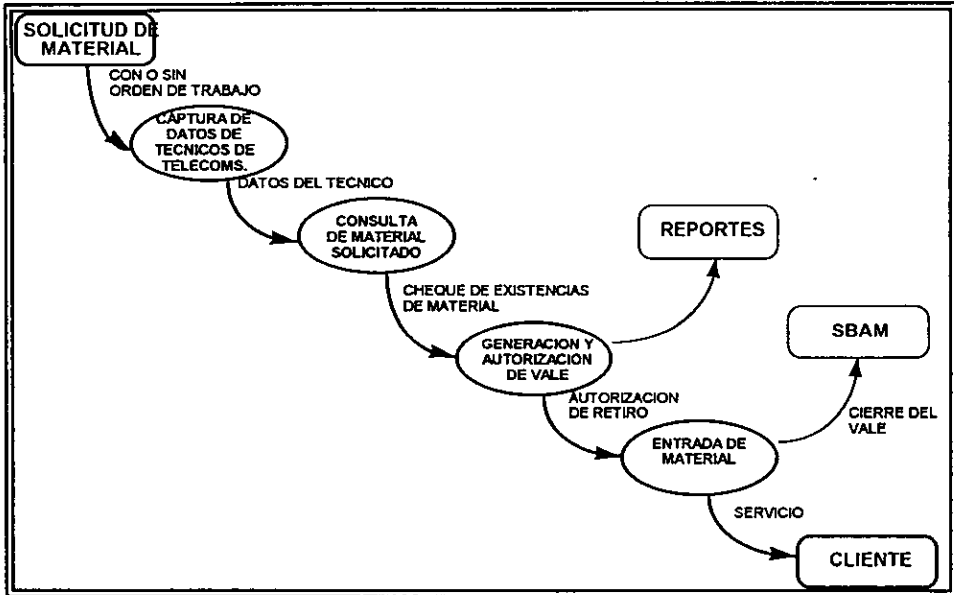 SOLICITUD DE
MATERIAL
CON O SIN
ORDEN DE TRABAJO
CAPTURA DE
DATOS DE
TECNICOS DE
TELECOMS.
DATOS DEL TECNICO
CONSULTA
DE MATERIAL
SOLICITADO
REPORTES
CHEQUE DE EXISTENCIAS
DE MATERIAL
SBAM
GENERACION Y
AUTORIZACION
DE VALE
AUTORIZACION
DE RETIRO
CIERRE DEL
VALE
ENTRADA DE
MATERIAL
SERVICIO
CLIENTE